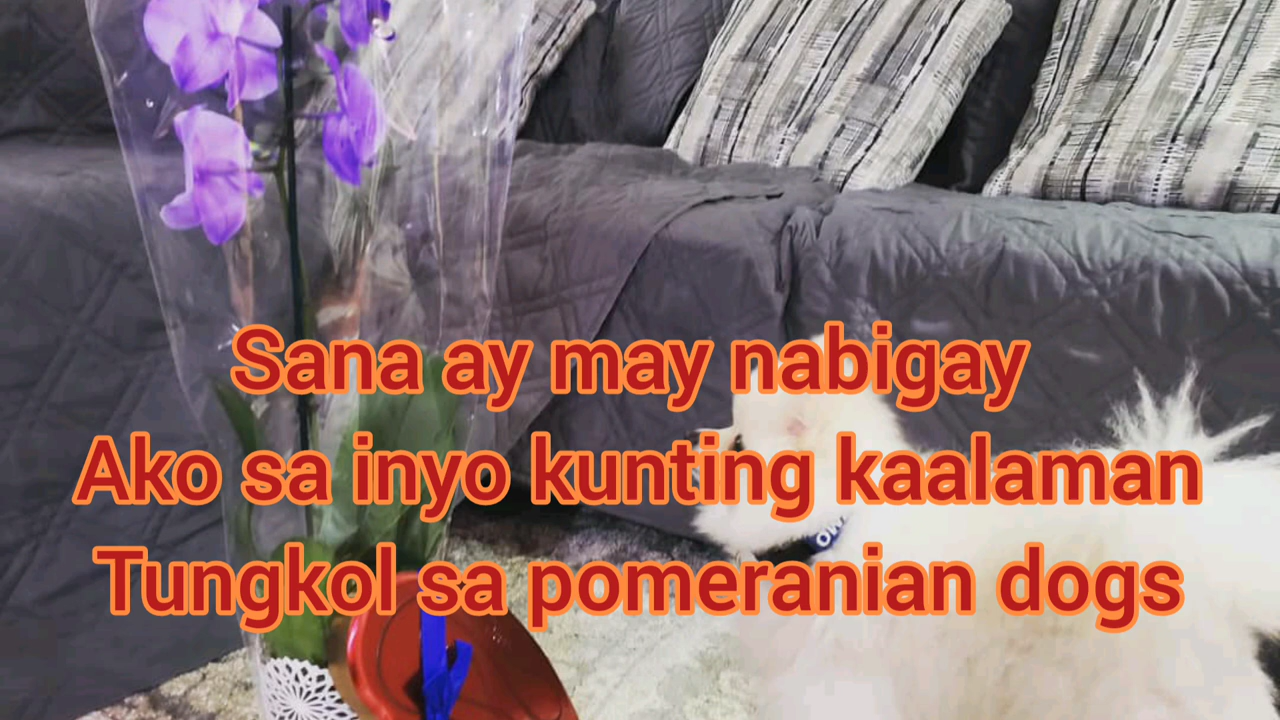 Sana ay may nabigay
Ako sa inyo kunting kaalaman
Tungkol sa pomeranian dogs